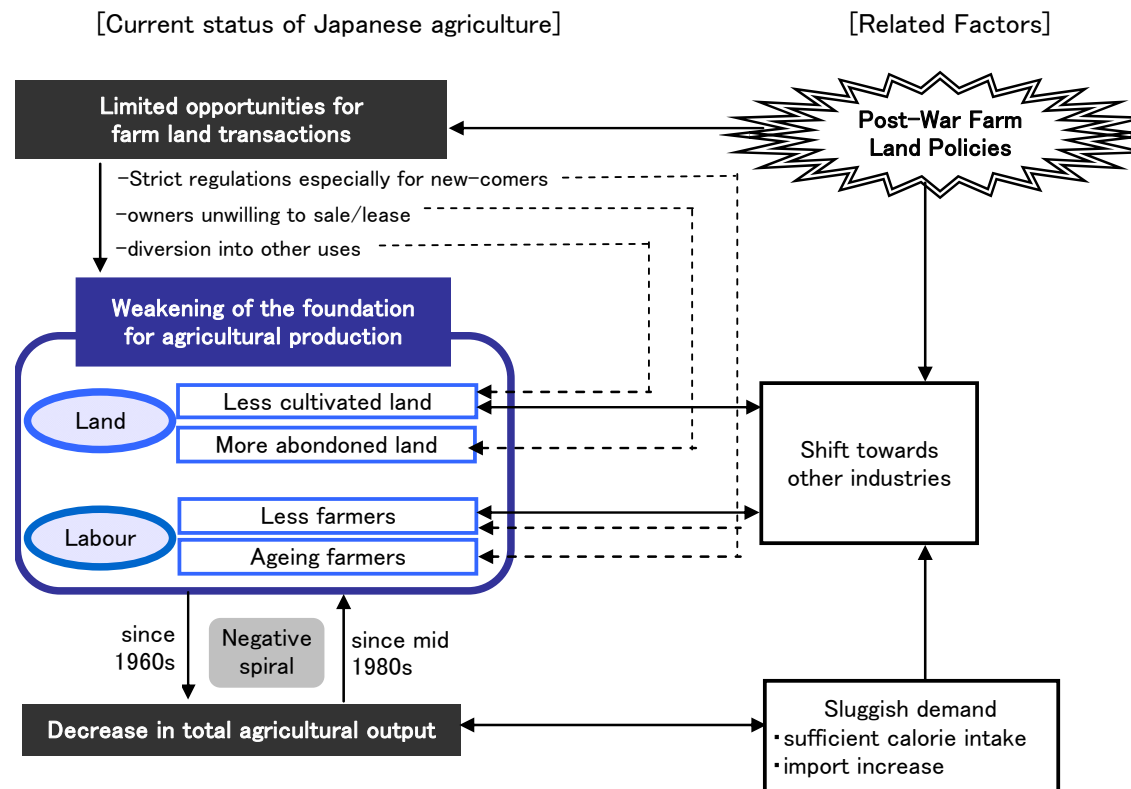 [Current status of Japanese agriculture]
[Related Factors]
Limited opportunities for
farm land transactions
Post-War Farm
Land Policies
-Strict regulations especially for new-comers
-owners unwilling to sale/lease
-diversion into other uses
Weakening of the foundation
for agricultural production
Land
Less cultivated land
More abondoned land
Labour
Less farmers
Ageing farmers
Shift towards
other industries
since
1960s
Negative
spiral
since mid
1980s
Decrease in total agricultural output
Sluggish demand
・sufficient calorie intake
・import increase